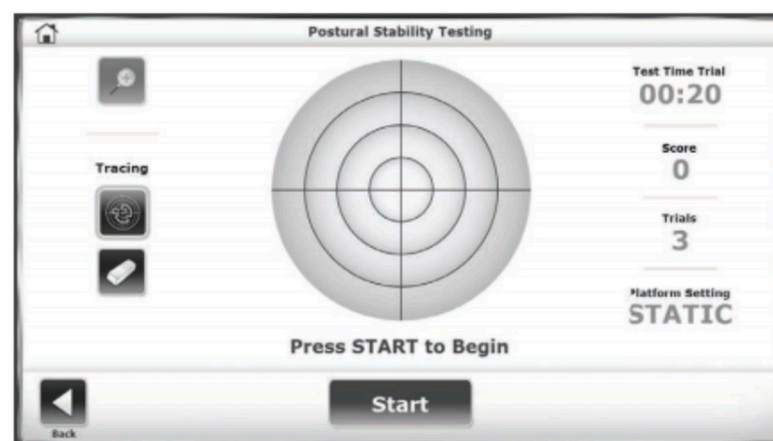 Postural Stability Testing
Test Time Trial
00:20
Score
0
Tracing
Trials
3
Platform Setting
STATIC
Press START to Begin
Start
Back